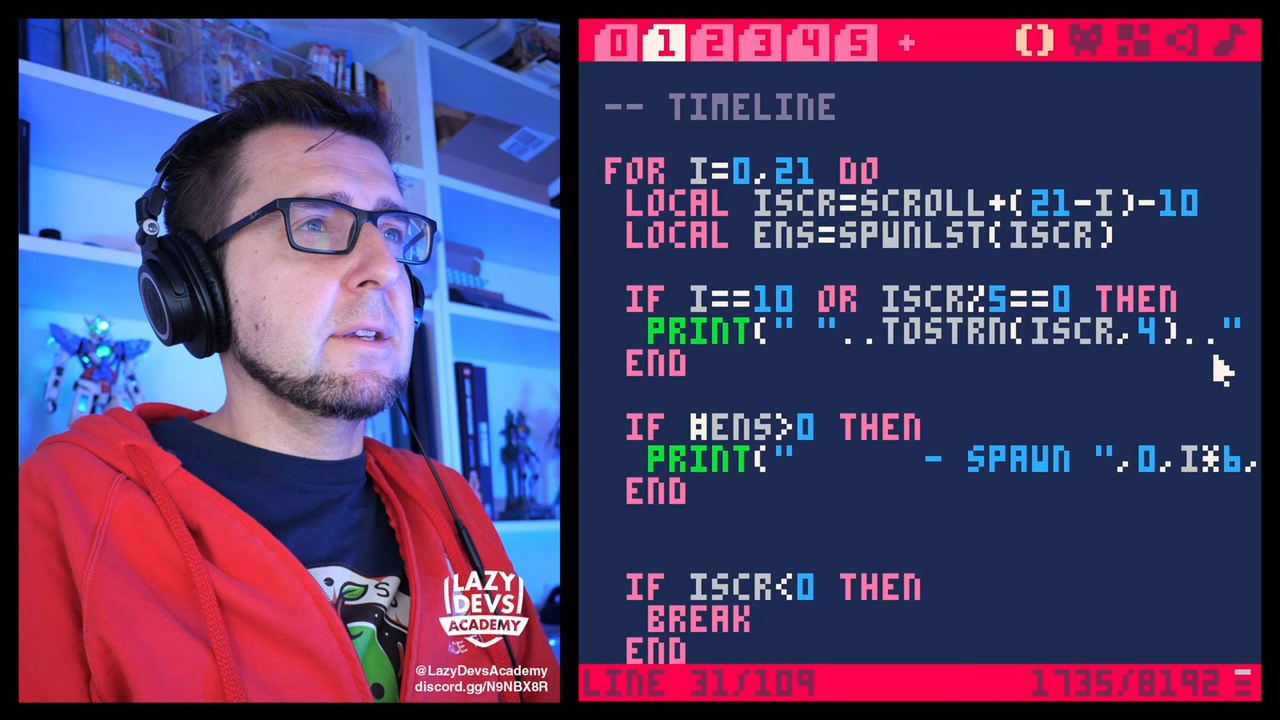 0 1 2 3 4 5 +
-- TIMELINE
FOR I=0,21 DO
LOCAL ISCR=SCROLL+(21-I)-10
LOCAL ENS=SPWNLST(ISCR)
IF I==10 OR ISCR%5==0 THEN
PRINT(" "..TOSTRN(ISCR,4).."
END
IF #ENS>0 THEN
PRINT("      - SPAWN ",0,I*6,
END
IF ISCR<0 THEN
BREAK
END
LINE 31/109 1735/8192
LAZY
DEVS
ACADEMY
@LazyDevsAcademy
discord.gg/N9NBX8R